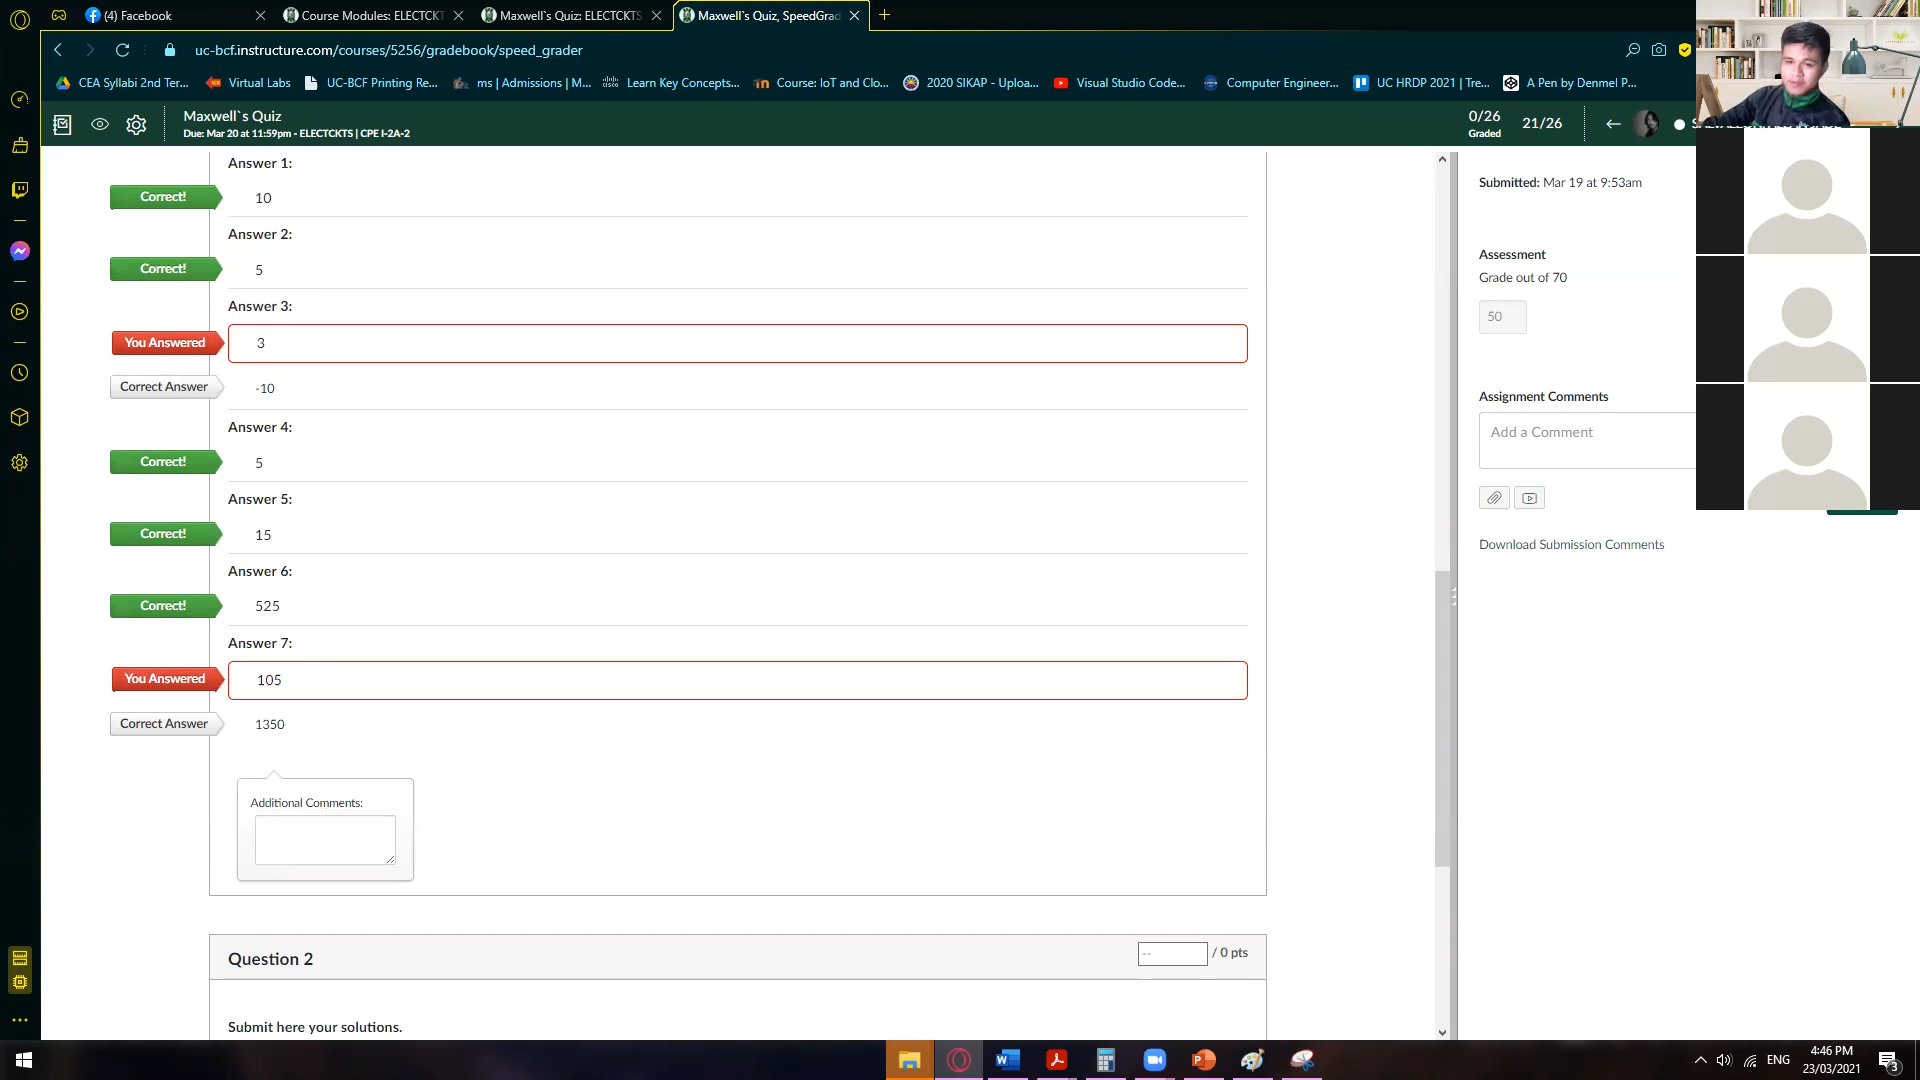 (4) Facebook
Course Modules: ELECTCKT
Maxwell`s Quiz: ELECTCKTS
Maxwell`s Quiz, SpeedGrad
uc-bcf.instructure.com/courses/5256/gradebook/speed_grader
CEA Syllabi 2nd Ter...
Virtual Labs
UC-BCF Printing Re...
ms | Admissions | M...
Learn Key Concepts...
Course: IoT and Clo...
2020 SIKAP - Uploa...
Visual Studio Code...
Computer Engineer...
UC HRDP 2021 | Tre...
A Pen by Denmel P...
Maxwell`s Quiz
Due: Mar 20 at 11:59pm - ELECTCKTS | CPE I-2A-2
0/26
Graded
21/26
Answer 1:
Correct!
10
Answer 2:
Correct!
5
Answer 3:
You Answered
3
Correct Answer
-10
Answer 4:
Correct!
5
Answer 5:
Correct!
15
Answer 6:
Correct!
525
Answer 7:
You Answered
105
Correct Answer
1350
Additional Comments:
Question 2
--
/ 0 pts
Submit here your solutions.
Submitted: Mar 19 at 9:53am
Assessment
Grade out of 70
50
Assignment Comments
Add a Comment
Download Submission Comments
ENG
4:46 PM
23/03/2021
3